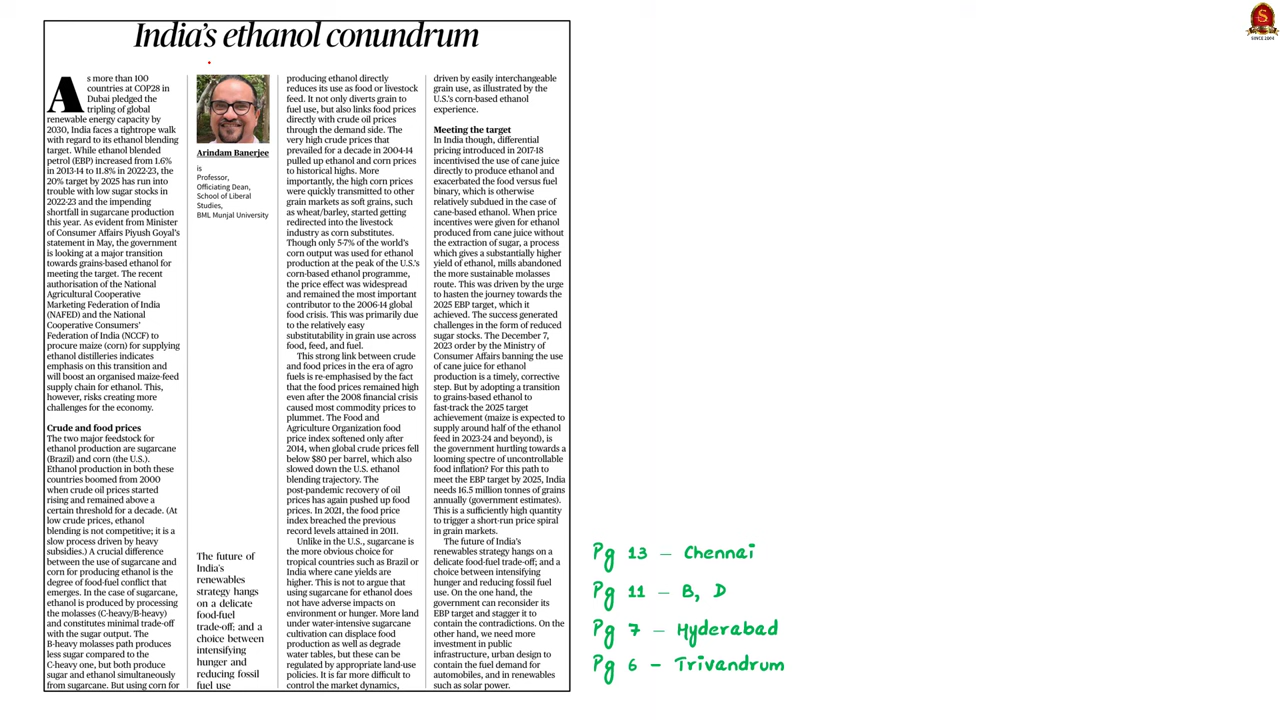 India's ethanol conundrum
As more than 100
countries at COP28 in
Dubai pledged the
tripling of global
renewable energy capacity by
2030, India faces a tightrope walk
with regard to its ethanol blending
target. While ethanol blended
petrol (EBP) increased from 1.6%
in 2013-14 to 11.8% in 2022-23, the
20% target by 2025 has run into
trouble with low sugar stocks in
2022-23 and the impending
shortfall in sugarcane production
this year. As evident from Minister
of Consumer Affairs Piyush Goyal's
statement in May, the government
is looking at a major transition
towards grains-based ethanol for
meeting the target. The recent
authorisation of the National
Agricultural Cooperative
Marketing Federation of India
(NAFED) and the National
Cooperative Consumers'
Federation of India (NCCF) to
procure maize (corn) for supplying
ethanol distilleries indicates
emphasis on this transition and
will boost an organised maize-feed
supply chain for ethanol. This,
however, risks creating more
challenges for the economy.
Crude and food prices
The two major feedstock for
ethanol production are sugarcane
(Brazil) and corn (the U.S.).
Ethanol production in both these
countries boomed from 2000
when crude oil prices started
rising and remained above a
certain threshold for a decade. (At
low crude prices, ethanol
blending is not competitive; it is a
slow process driven by heavy
subsidies.) A crucial difference
between the use of sugarcane and
corn for producing ethanol is the
degree of food-fuel conflict that
emerges. In the case of sugarcane,
ethanol is produced by processing
the molasses (C-heavy/B-heavy)
and constitutes minimal trade-off
with the sugar output. The
B-heavy molasses path produces
less sugar compared to the
C-heavy one, but both produce
sugar and ethanol simultaneously
from sugarcane. But using corn for
Arindam Banerjee
is
Professor,
Officiating Dean,
School of Liberal
Studies,
BML Munjal University
The future of
India's
renewables
strategy hangs
on a delicate
food-fuel
trade-off; and a
choice between
intensifying
hunger and
reducing fossil
fuel use
producing ethanol directly
reduces its use as food or livestock
feed. It not only diverts grain to
fuel use, but also links food prices
directly with crude oil prices
through the demand side. The
very high crude prices that
prevailed for a decade in 2004-14
pulled up ethanol and corn prices
to historical highs. More
importantly, the high corn prices
were quickly transmitted to other
grain markets as soft grains, such
as wheat/barley, started getting
redirected into the livestock
industry as corn substitutes.
Though only 5-7% of the world's
corn output was used for ethanol
production at the peak of the U.S.'s
corn-based ethanol programme,
the price effect was widespread
and remained the most important
contributor to the 2006-14 global
food crisis. This was primarily due
to the relatively easy
substitutability in grain use across
food, feed, and fuel.
This strong link between crude
and food prices in the era of agro
fuels is re-emphasised by the fact
that the food prices remained high
even after the 2008 financial crisis
caused most commodity prices to
plummet. The Food and
Agriculture Organization food
price index softened only after
2014, when global crude prices fell
below $80 per barrel, which also
slowed down the U.S. ethanol
blending trajectory. The
post-pandemic recovery of oil
prices has again pushed up food
prices. In 2021, the food price
index breached the previous
record levels attained in 2011.
Unlike in the U.S., sugarcane is
the more obvious choice for
tropical countries such as Brazil or
India where cane yields are
higher. This is not to argue that
using sugarcane for ethanol does
not have adverse impacts on
environment or hunger. More land
under water-intensive sugarcane
cultivation can displace food
production as well as degrade
water tables, but these can be
regulated by appropriate land-use
policies. It is far more difficult to
control the market dynamics,
driven by easily interchangeable
grain use, as illustrated by the
U.S.'s corn-based ethanol
experience.
Meeting the target
In India though, differential
pricing introduced in 2017-18
incentivised the use of cane juice
directly to produce ethanol and
exacerbated the food versus fuel
binary, which is otherwise
relatively subdued in the case of
cane-based ethanol. When price
incentives were given for ethanol
produced from cane juice without
the extraction of sugar, a process
which gives a substantially higher
yield of ethanol, mills abandoned
the more sustainable molasses
route. This was driven by the urge
to hasten the journey towards the
2025 EBP target, which it
achieved. The success generated
challenges in the form of reduced
sugar stocks. The December 7,
2023 order by the Ministry of
Consumer Affairs banning the use
of cane juice for ethanol
production is a timely, corrective
step. But by adopting a transition
to grains-based ethanol to
fast-track the 2025 target
achievement (maize is expected to
supply around half of the ethanol
feed in 2023-24 and beyond), is
the government hurtling towards a
looming spectre of uncontrollable
food inflation? For this path to
meet the EBP target by 2025, India
needs 16.5 million tonnes of grains
annually (government estimates).
This is a sufficiently high quantity
to trigger a short-run price spiral
in grain markets.
The future of India's
renewables strategy hangs on a
delicate food-fuel trade-off; and a
choice between intensifying
hunger and reducing fossil fuel
use. On the one hand, the
government can reconsider its
EBP target and stagger it to
contain the contradictions. On the
other hand, we need more
investment in public
infrastructure, urban design to
contain the fuel demand for
automobiles, and in renewables
such as solar power.
Pg 13 – Chennai
Pg 11 – B, D
Pg 7 – Hyderabad
Pg 6 – Trivandrum
S
SINCE 2004